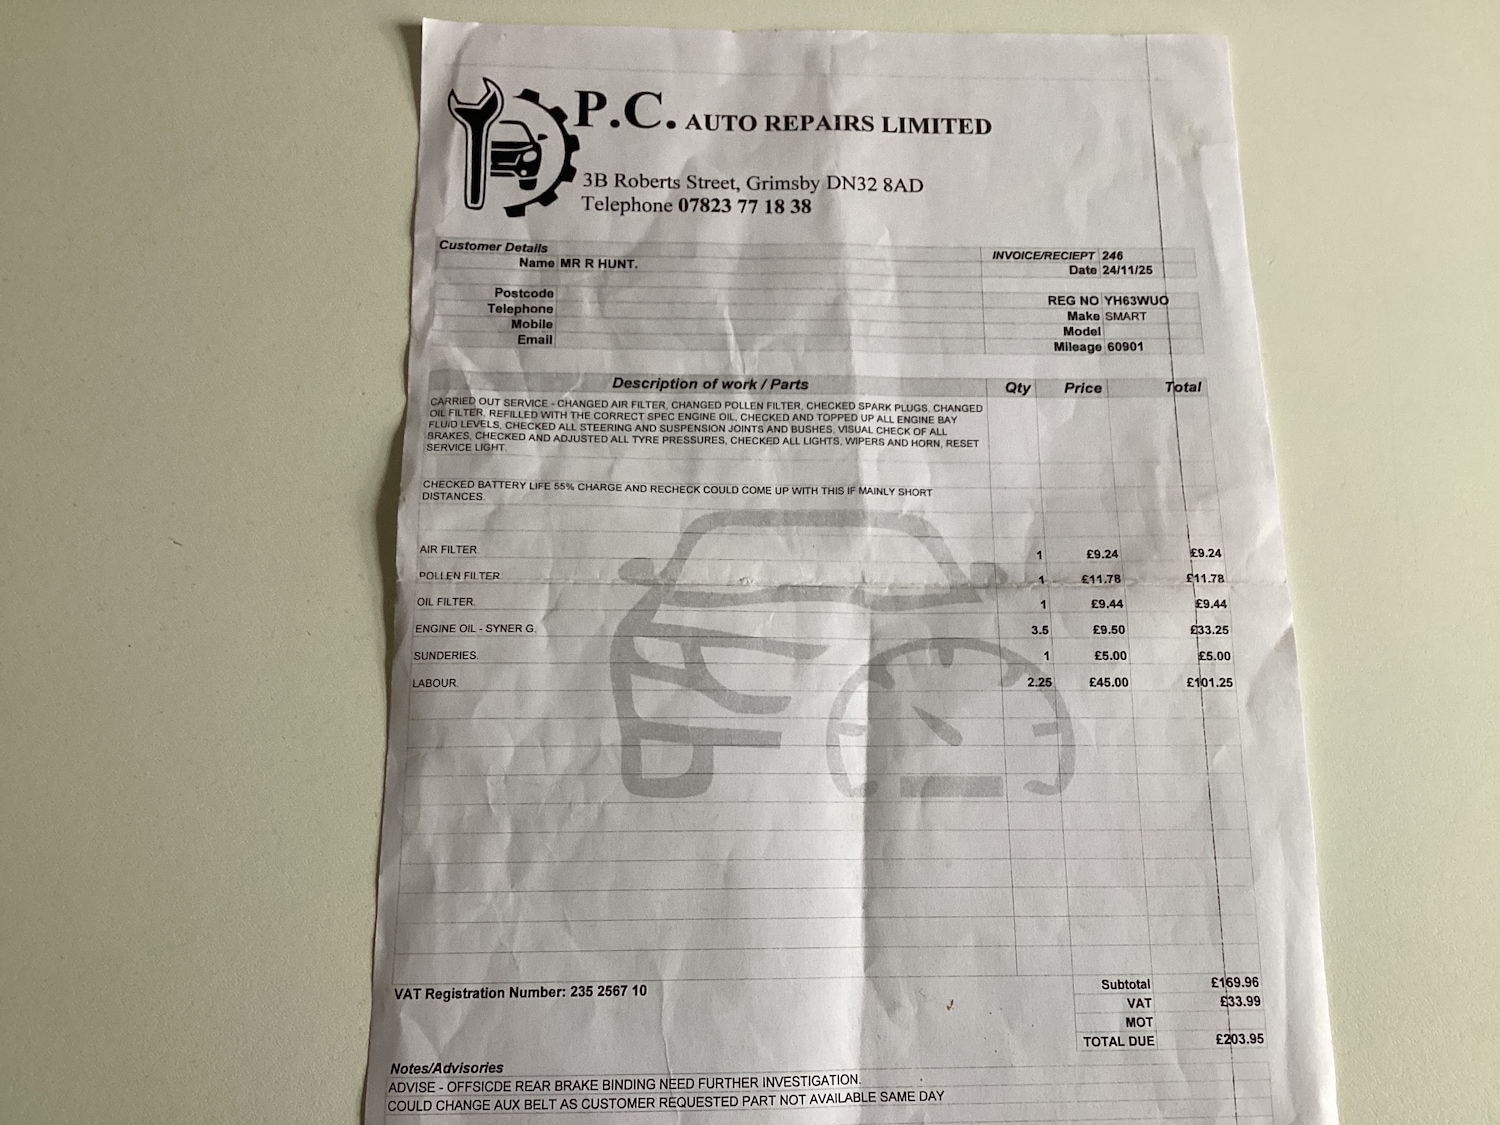 P.C. AUTO REPAIRS LIMITED
3B Roberts Street, Grimsby DN32 8AD
Telephone 07823 77 18 38
Customer Details
Name MR R HUNT.
INVOICE/RECIEPT 246
Date 24/11/25
Postcode
Telephone
Mobile
Email
REG NO YH63WUO
Make SMART
Model
Mileage 60901
Description of work / Parts Qty Price Total
CARRIED OUT SERVICE - CHANGED AIR FILTER, CHANGED POLLEN FILTER, CHECKED SPARK PLUGS, CHANGED
OIL FILTER, REFILLED WITH THE CORRECT SPEC ENGINE OIL, CHECKED AND TOPPED UP ALL ENGINE BAY
FLUID LEVELS, CHECKED ALL STEERING AND SUSPENSION JOINTS AND BUSHES, VISUAL CHECK OF ALL
BRAKES, CHECKED AND ADJUSTED ALL TYRE PRESSURES, CHECKED ALL LIGHTS, WIPERS AND HORN, RESET
SERVICE LIGHT.
CHECKED BATTERY LIFE 55% CHARGE AND RECHECK COULD COME UP WITH THIS IF MAINLY SHORT
DISTANCES.
AIR FILTER. 1 £9.24 £9.24
POLLEN FILTER. 1 £11.78 £11.78
OIL FILTER. 1 £9.44 £9.44
ENGINE OIL - SYNER G. 3.5 £9.50 £33.25
SUNDERIES. 1 £5.00 £5.00
LABOUR. 2.25 £45.00 £101.25
VAT Registration Number: 235 2567 10
Subtotal £169.96
VAT £33.99
MOT
TOTAL DUE £203.95
Notes/Advisories
ADVISE - OFFSICDE REAR BRAKE BINDING NEED FURTHER INVESTIGATION.
COULD CHANGE AUX BELT AS CUSTOMER REQUESTED PART NOT AVAILABLE SAME DAY